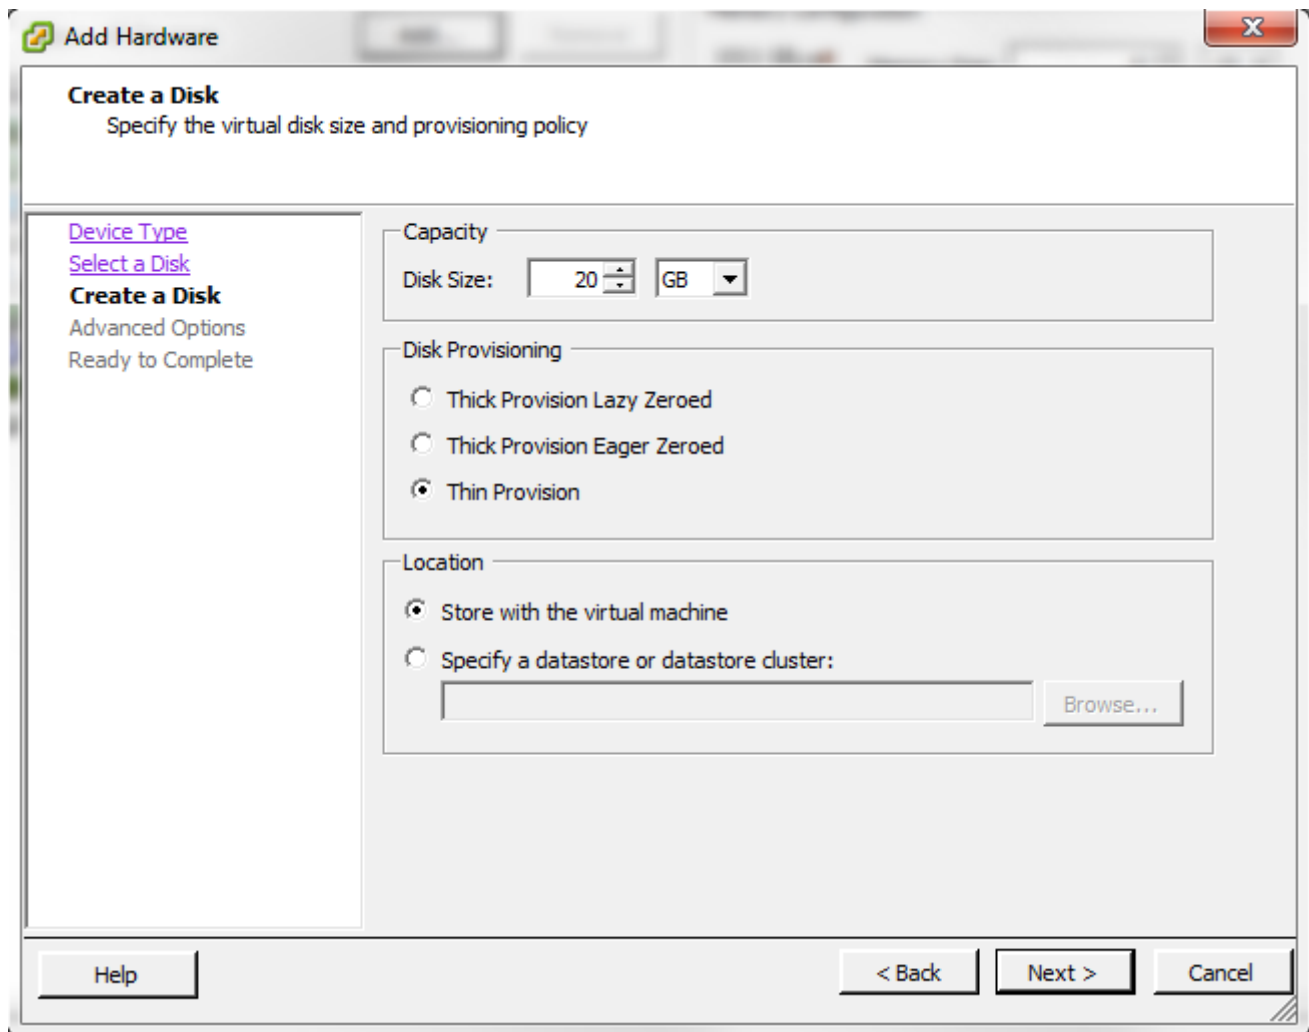 Add Hardware
Create a Disk
Specify the virtual disk size and provisioning policy
Device Type
Select a Disk
Create a Disk
Advanced Options
Ready to Complete
Capacity
Disk Size: 20 GB
Disk Provisioning
Thick Provision Lazy Zeroed
Thick Provision Eager Zeroed
Thin Provision
Location
Store with the virtual machine
Specify a datastore or datastore cluster:
Browse...
Help
< Back
Next >
Cancel